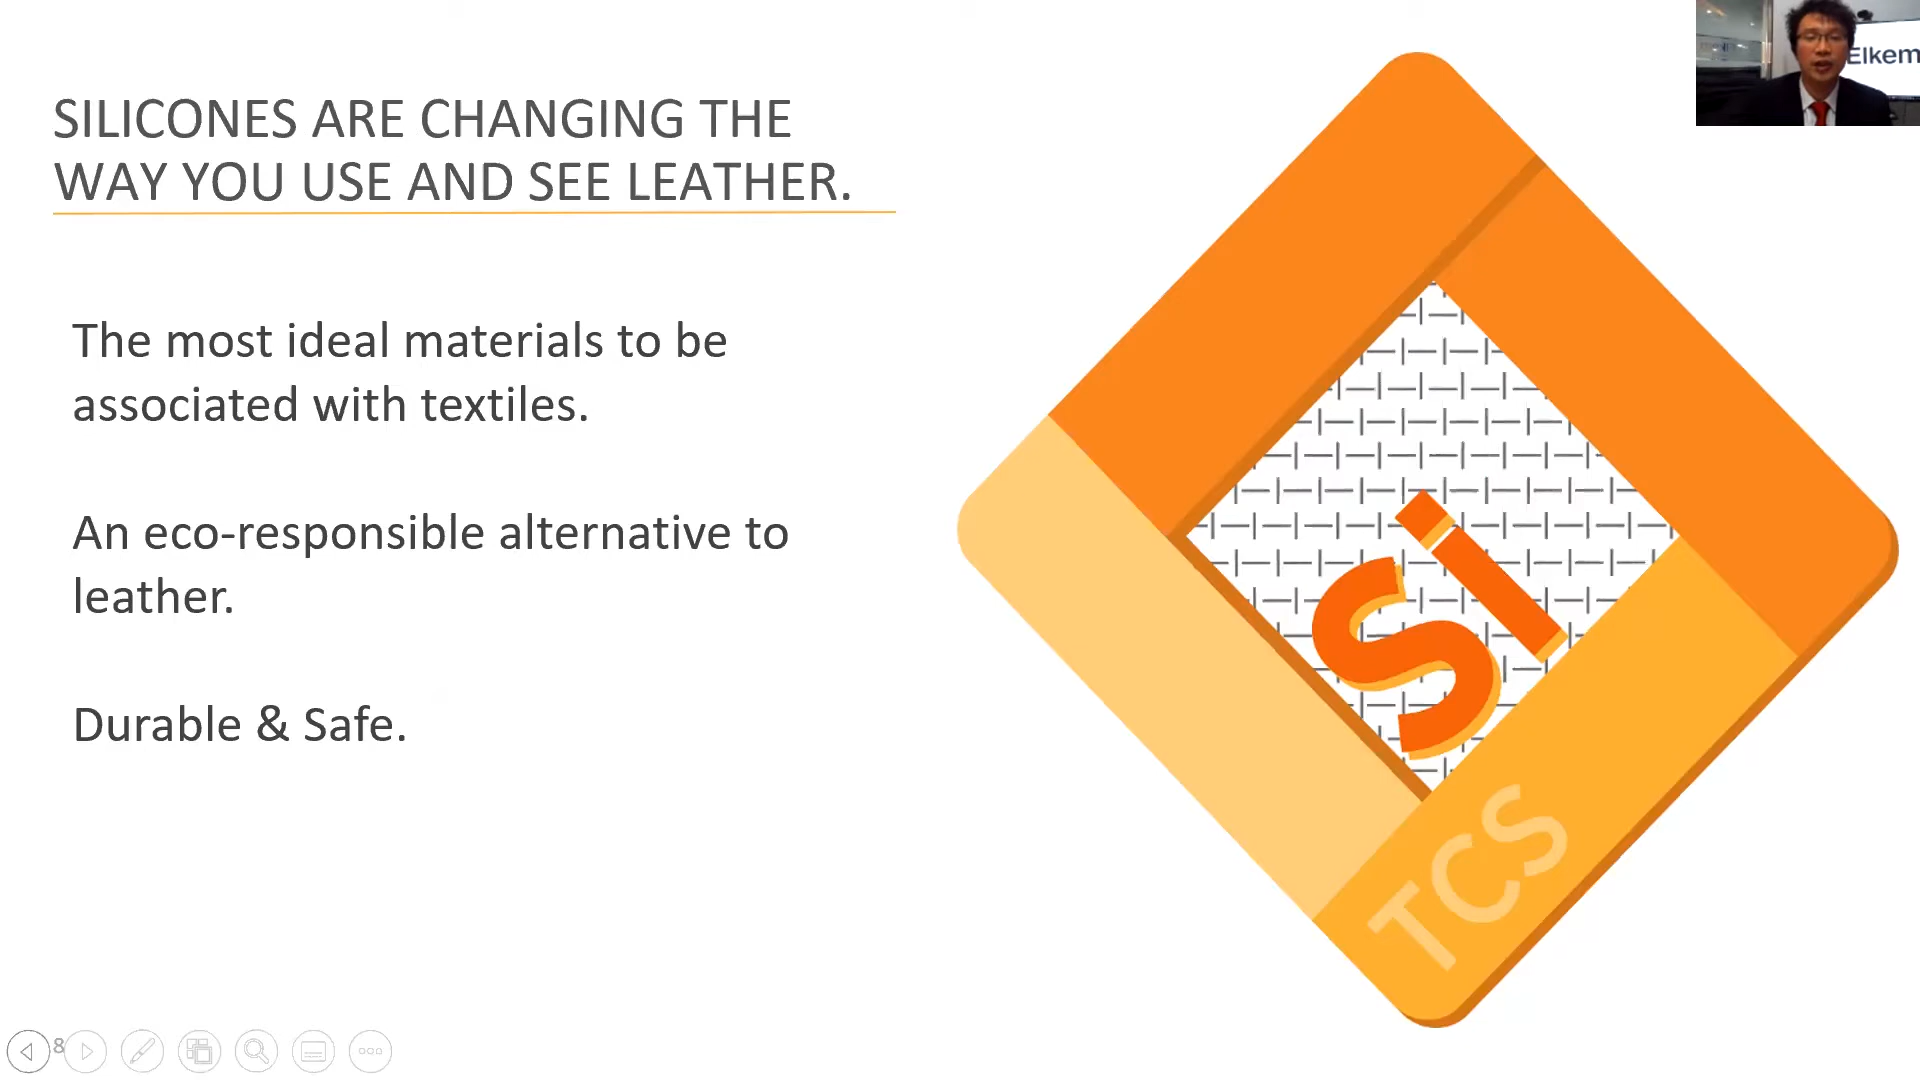 SILICONES ARE CHANGING THE
WAY YOU USE AND SEE LEATHER.
The most ideal materials to be
associated with textiles.
An eco-responsible alternative to
leather.
Durable & Safe.
Si
TCS
Elkem
8